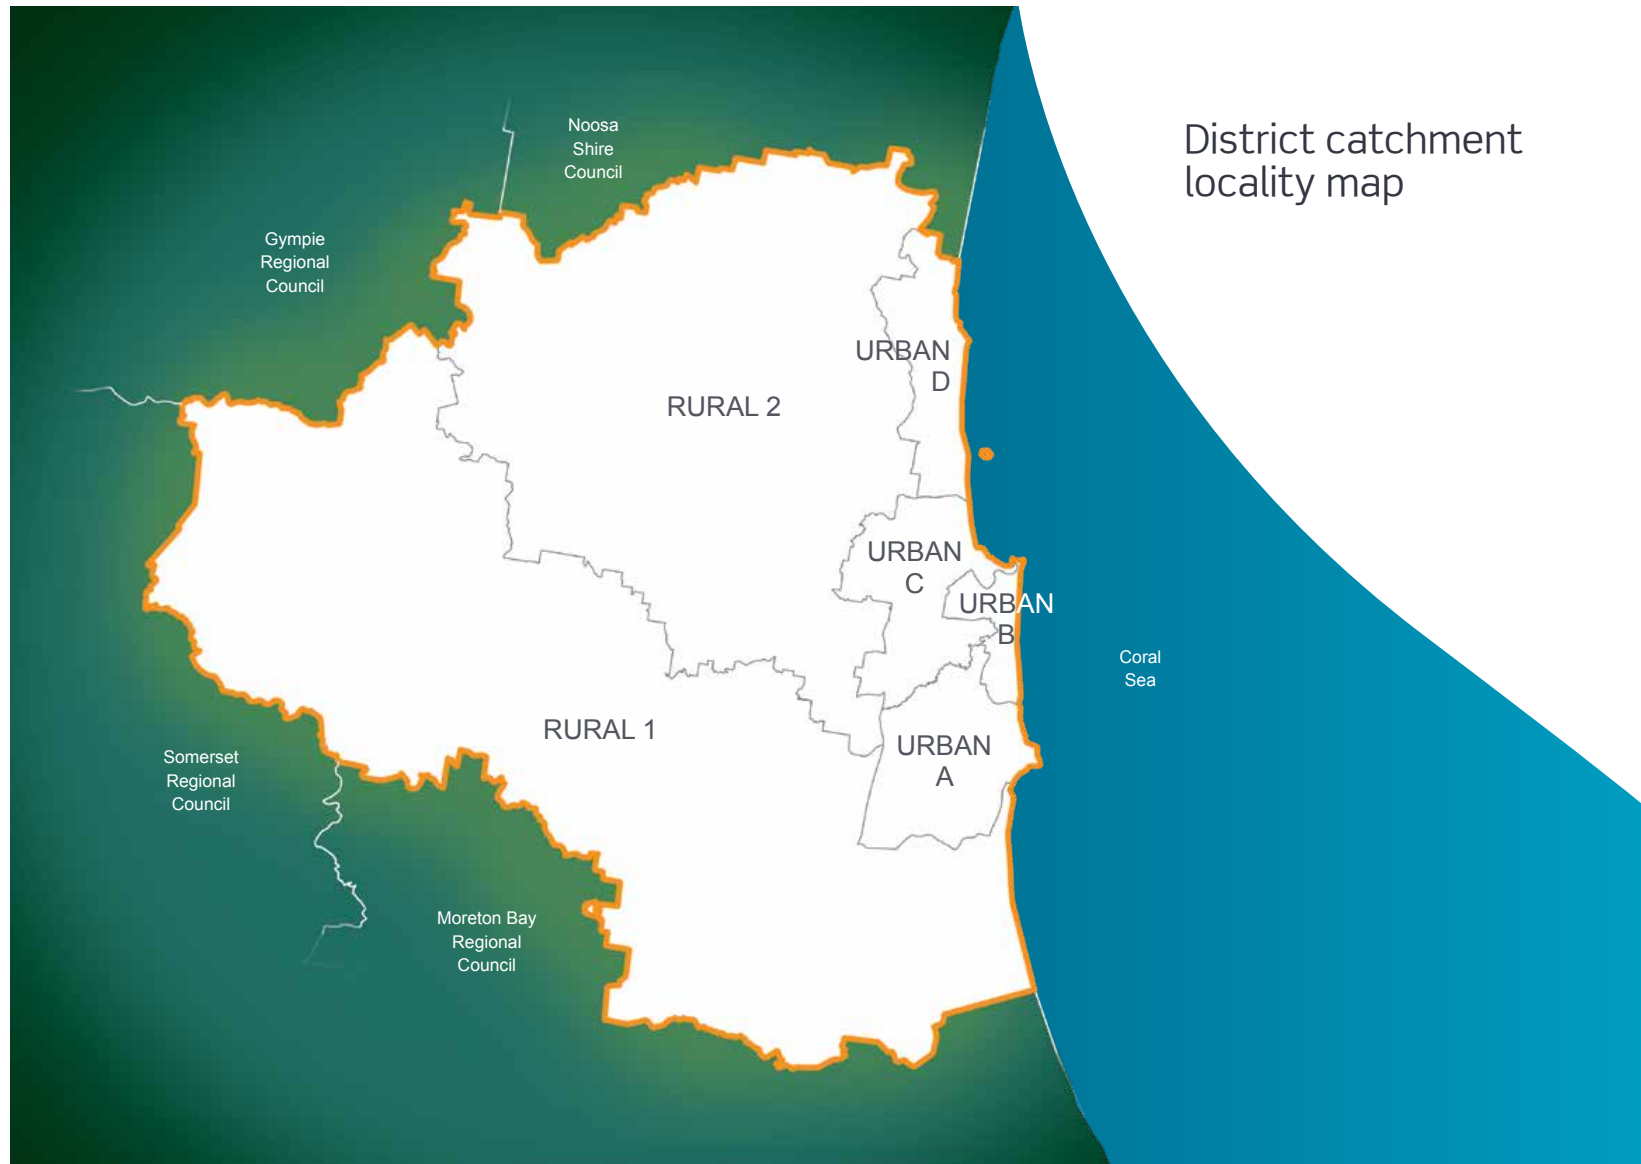 District catchment
locality map
Noosa
Shire
Council
Gympie
Regional
Council
URBAN
D
RURAL 2
URBAN
C
URBAN
B
Coral
Sea
RURAL 1
URBAN
A
Somerset
Regional
Council
Moreton Bay
Regional
Council